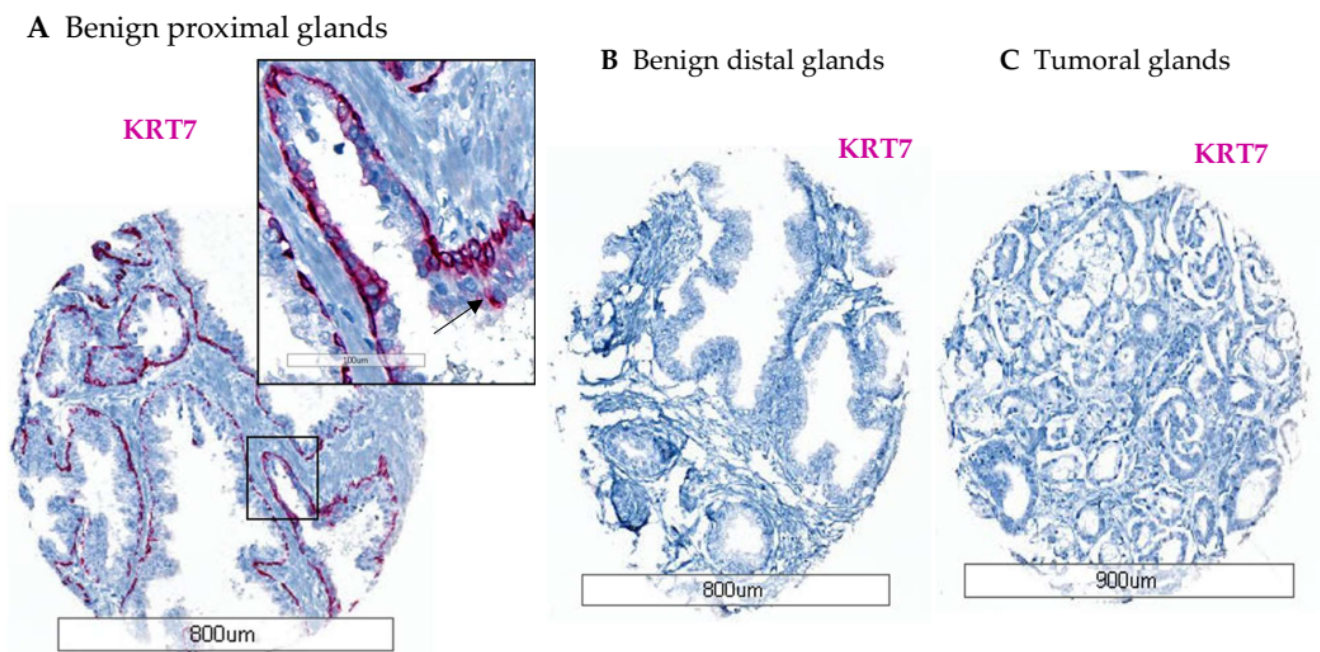 A Benign proximal glands
B Benign distal glands
C Tumoral glands
KRT7
KRT7
KRT7
100um
800um
800um
900um